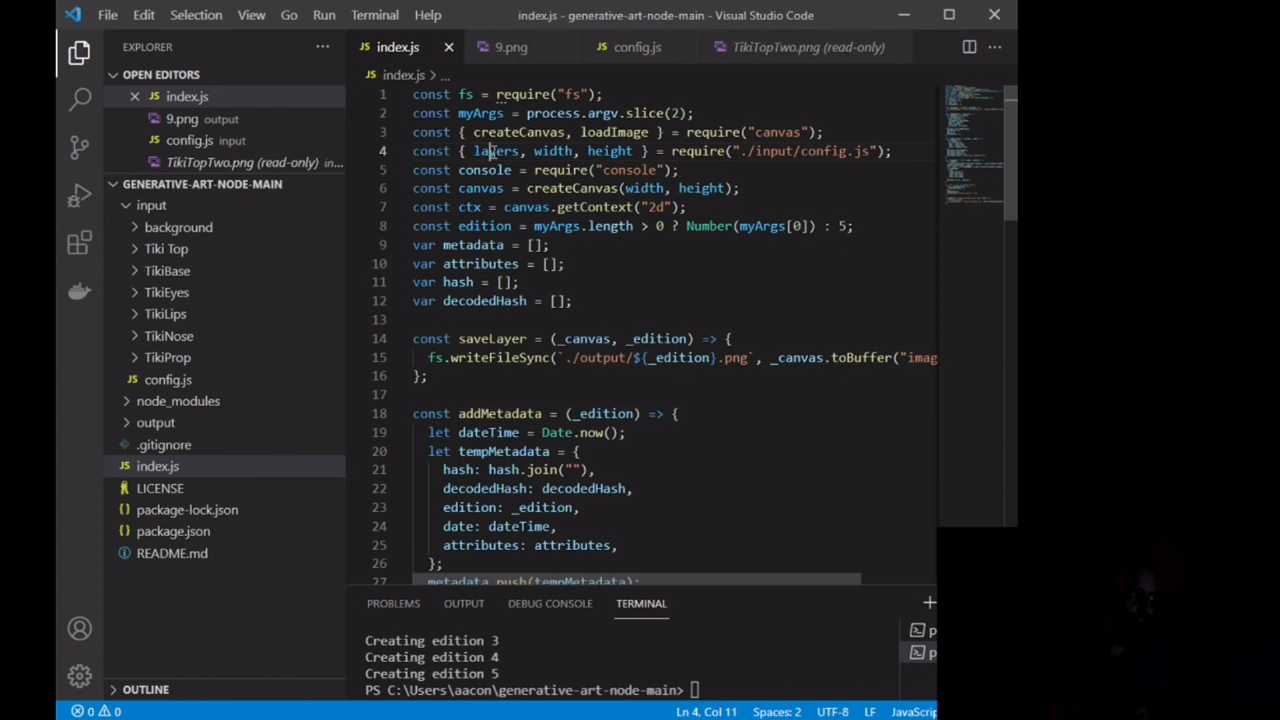 File Edit Selection View Go Run Terminal Help index.js - generative-art-node-main - Visual Studio Code
EXPLORER
OPEN EDITORS
index.js
9.png output
config.js input
TikiTopTwo.png (read-only) in...
GENERATIVE-ART-NODE-MAIN
input
background
Tiki Top
TikiBase
TikiEyes
TikiLips
TikiNose
TikiProp
config.js
node_modules
output
.gitignore
index.js
LICENSE
package-lock.json
package.json
README.md
OUTLINE
index.js 9.png config.js TikiTopTwo.png (read-only)
index.js > ...
1 const fs = require("fs");
2 const myArgs = process.argv.slice(2);
3 const { createCanvas, loadImage } = require("canvas");
4 const { layers, width, height } = require("./input/config.js");
5 const console = require("console");
6 const canvas = createCanvas(width, height);
7 const ctx = canvas.getContext("2d");
8 const edition = myArgs.length > 0 ? Number(myArgs[0]) : 5;
9 var metadata = [];
10 var attributes = [];
11 var hash = [];
12 var decodedHash = [];
13
14 const saveLayer = (_canvas, _edition) => {
15 fs.writeFileSync(`./output/${_edition}.png`, _canvas.toBuffer("imag
16 };
17
18 const addMetadata = (_edition) => {
19 let dateTime = Date.now();
20 let tempMetadata = {
21 hash: hash.join(""),
22 decodedHash: decodedHash,
23 edition: _edition,
24 date: dateTime,
25 attributes: attributes,
26 };
27 metadata.push(tempMetadata);
PROBLEMS OUTPUT DEBUG CONSOLE TERMINAL
Creating edition 3
Creating edition 4
Creating edition 5
PS C:\Users\aacon\generative-art-node-main>
p
p
0 0 Ln 4, Col 11 Spaces: 2 UTF-8 LF JavaScrip